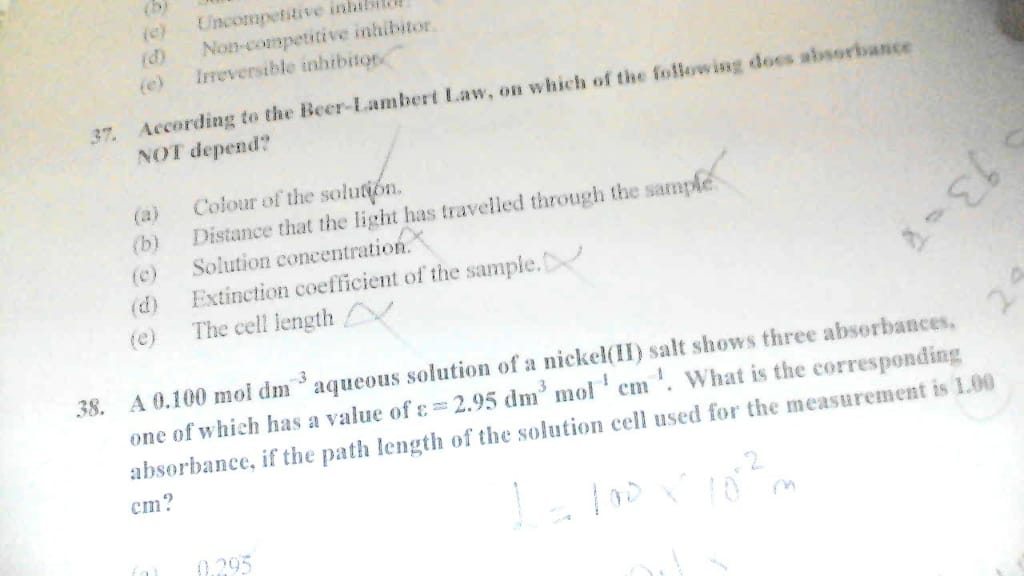 (b)
(c) Uncompetitive inhibitor.
(d) Non-competitive inhibitor.
(e) Irreversible inhibitor
37. According to the Beer-Lambert Law, on which of the following does absorbance
NOT depend?
(a) Colour of the solution.
(b) Distance that the light has travelled through the sample.
(c) Solution concentration.
(d) Extinction coefficient of the sample.
(e) The cell length
38. A 0.100 mol dm⁻³ aqueous solution of a nickel(II) salt shows three absorbances,
one of which has a value of ε = 2.95 dm³ mol⁻¹ cm⁻¹. What is the corresponding
absorbance, if the path length of the solution cell used for the measurement is 1.00
cm?
(a) 0.295